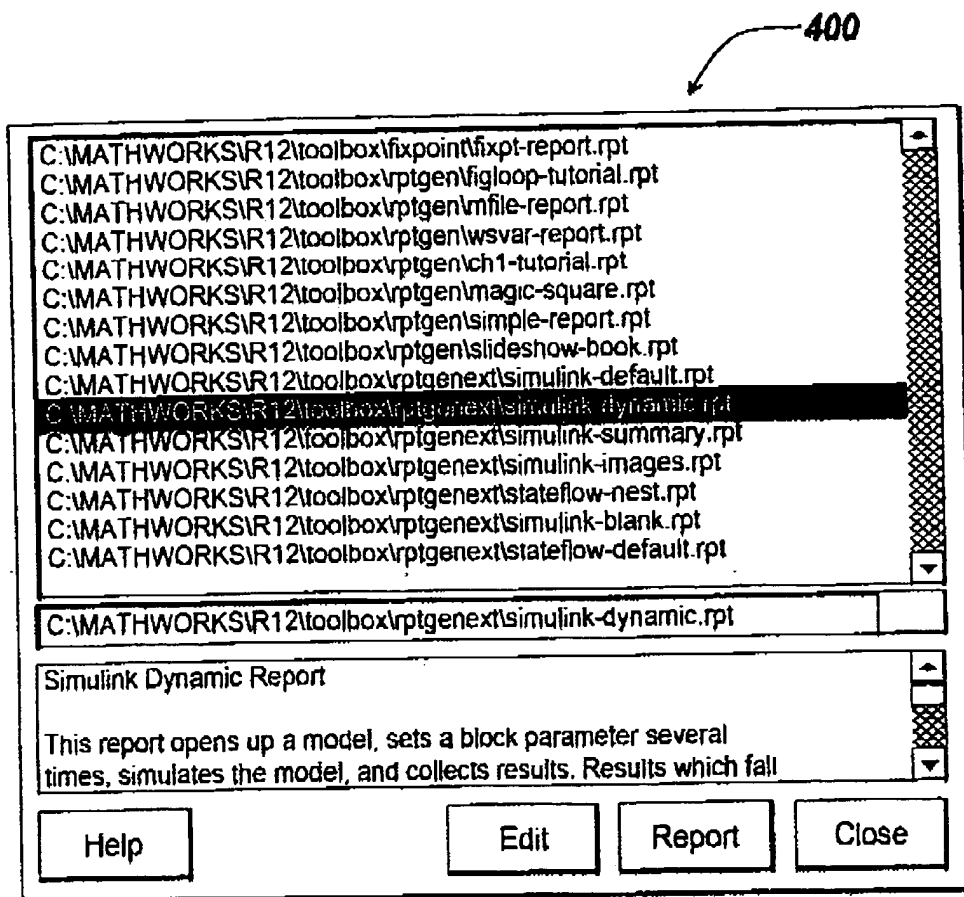 400
C:\MATHWORKS\R12\toolbox\fixpoint\fixpt-report.rpt
C:\MATHWORKS\R12\toolbox\rptgen\figloop-tutorial.rpt
C:\MATHWORKS\R12\toolbox\rptgen\mfile-report.rpt
C:\MATHWORKS\R12\toolbox\rptgen\wsvar-report.rpt
C:\MATHWORKS\R12\toolbox\rptgen\ch1-tutorial.rpt
C:\MATHWORKS\R12\toolbox\rptgen\magic-square.rpt
C:\MATHWORKS\R12\toolbox\rptgen\simple-report.rpt
C:\MATHWORKS\R12\toolbox\rptgen\slideshow-book.rpt
C:\MATHWORKS\R12\toolbox\rptgenext\simulink-default.rpt
C:\MATHWORKS\R12\toolbox\rptgenext\simulink-dynamic.rpt
C:\MATHWORKS\R12\toolbox\rptgenext\simulink-summary.rpt
C:\MATHWORKS\R12\toolbox\rptgenext\simulink-images.rpt
C:\MATHWORKS\R12\toolbox\rptgenext\stateflow-nest.rpt
C:\MATHWORKS\R12\toolbox\rptgenext\simulink-blank.rpt
C:\MATHWORKS\R12\toolbox\rptgenext\stateflow-default.rpt
C:\MATHWORKS\R12\toolbox\rptgenext\simulink-dynamic.rpt
Simulink Dynamic Report
This report opens up a model, sets a block parameter several
times, simulates the model, and collects results. Results which fall
Help Edit Report Close